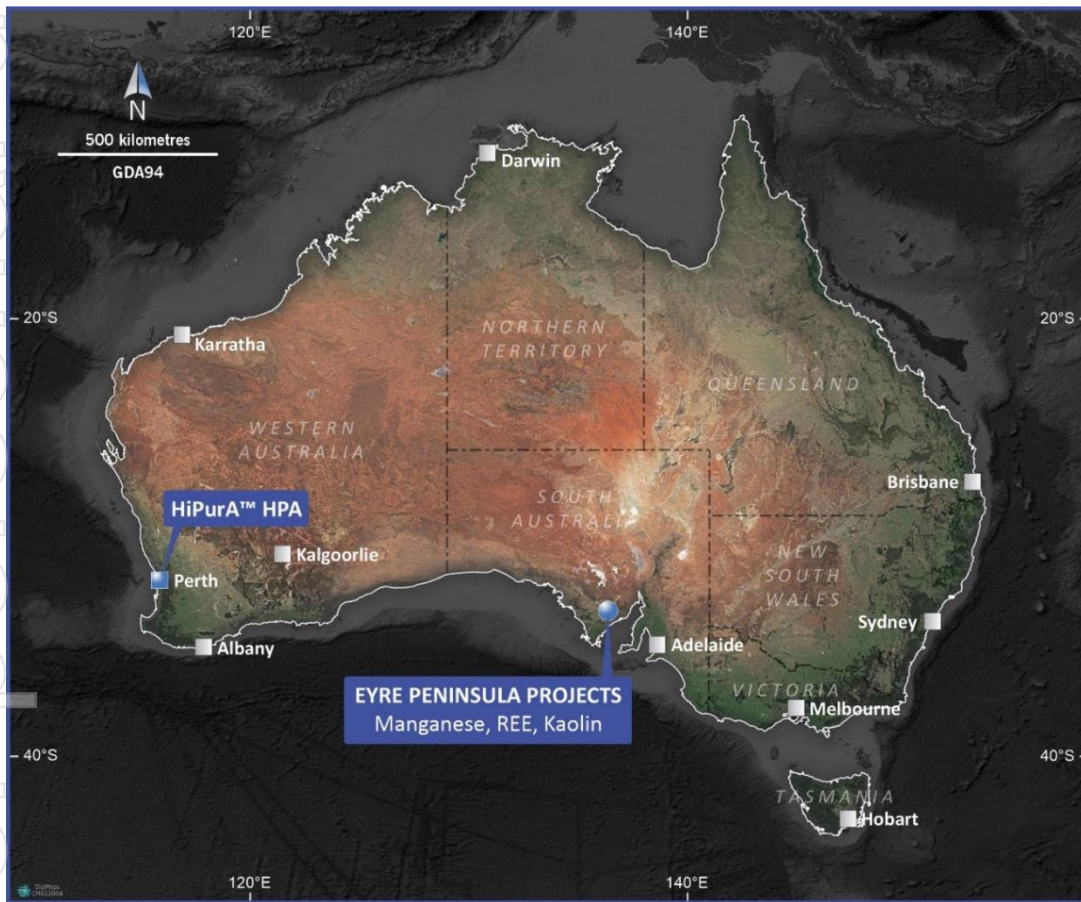 120°E
140°E
N
500 kilometres
GDA94
Darwin
20°S
20°S
Karratha
NORTHERN
TERRITORY
QUEENSLAND
WESTERN
AUSTRALIA
Brisbane
HiPurA™ HPA
SOUTH
AUSTRALIA
Kalgoorlie
NEW
SOUTH
WALES
Perth
Sydney
Albany
Adelaide
EYRE PENINSULA PROJECTS
Manganese, REE, Kaolin
VICTORIA
Melbourne
40°S
40°S
TASMANIA
Hobart
120°E
140°E
DigiMaps